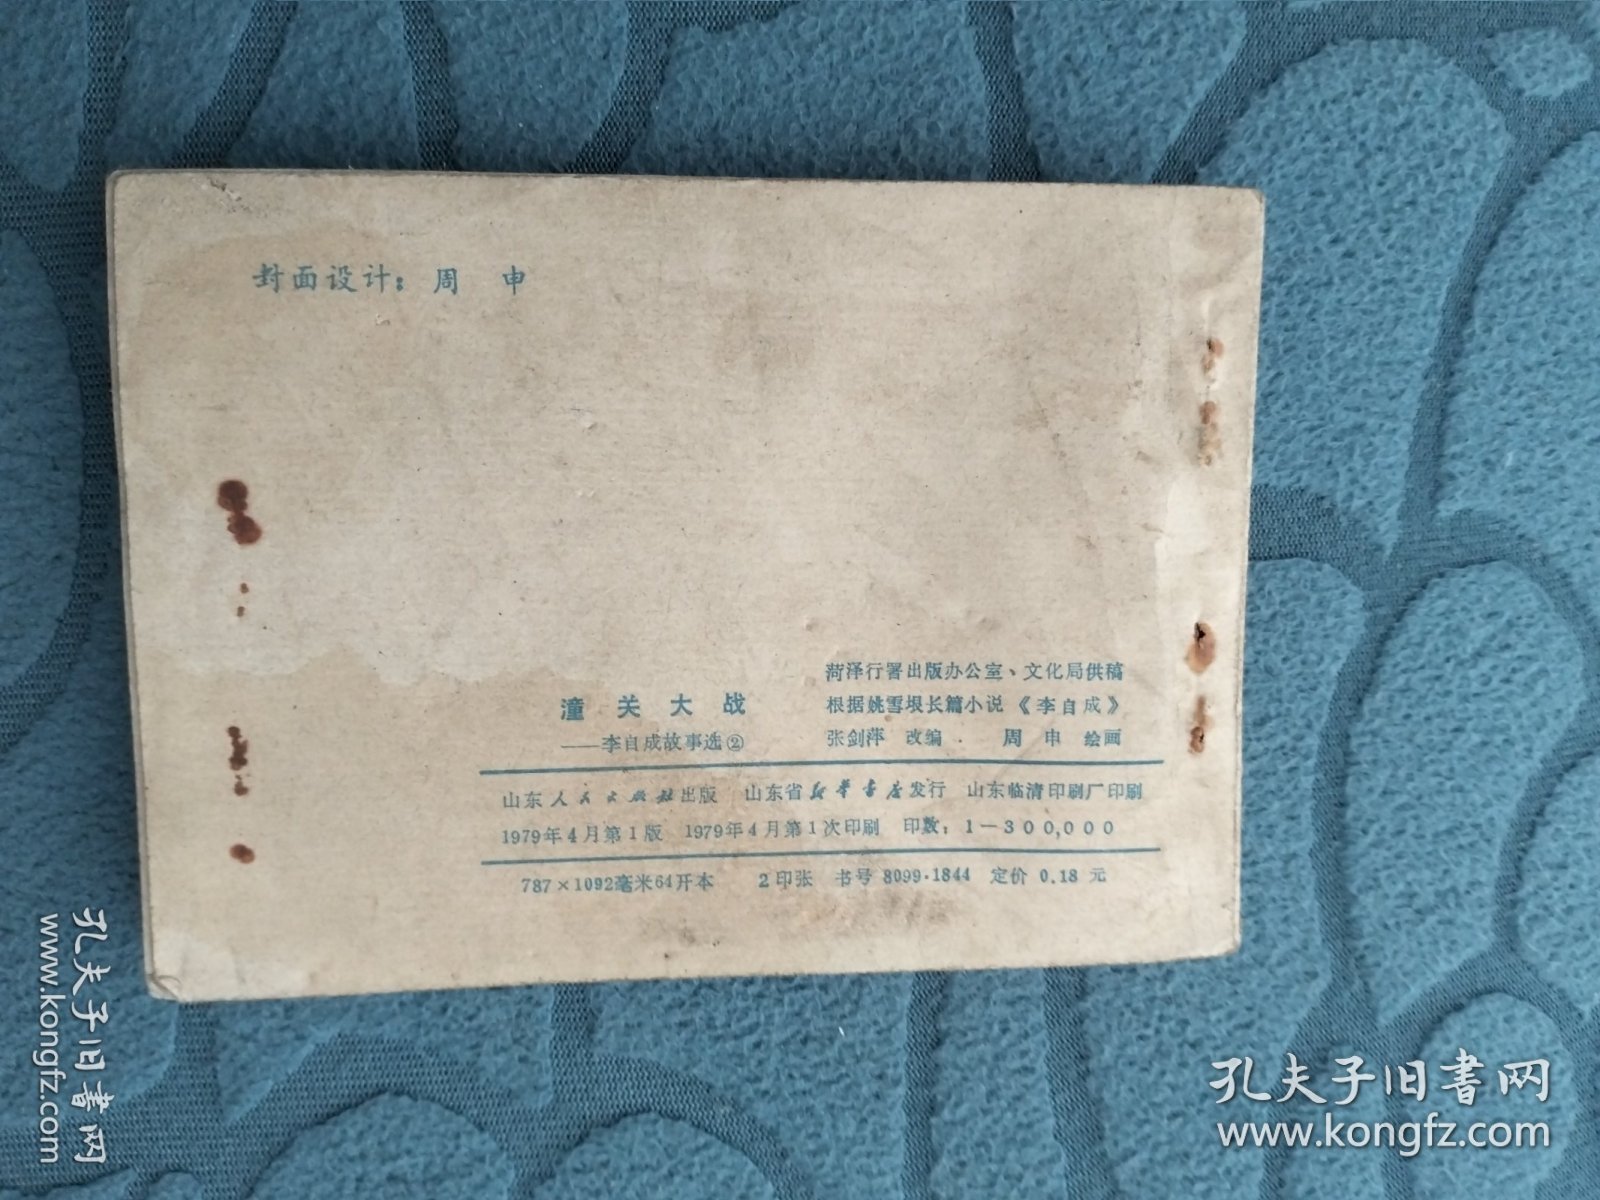 封面设计：周 申
潼关大战
——李自成故事选②
菏泽行署出版办公室、文化局供稿
根据姚雪垠长篇小说《李自成》
张剑萍 改编． 周 申 绘画
山东人民出版社出版 山东省新华书店发行 山东临清印刷厂印刷
1979年4月第1版 1979年4月第1次印刷 印数：1—300,000
787×1092毫米64开本 2印张 书号 8099·1844 定价 0.18 元
孔夫子旧书网
www.kongfz.com
孔夫子旧书网
www.kongfz.com